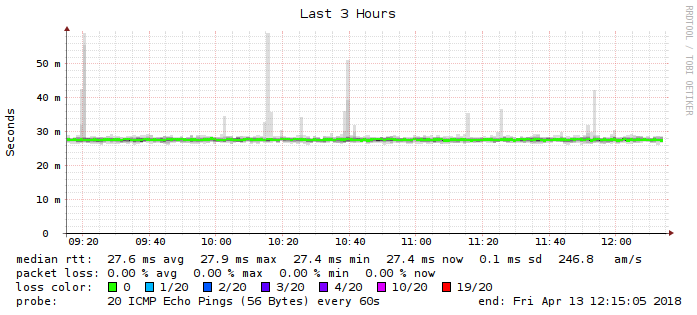 Last 3 Hours
RRDTOOL / TOBI OETIKER
Seconds
50 m
40 m
30 m
20 m
10 m
0
09:20 09:40 10:00 10:20 10:40 11:00 11:20 11:40 12:00
median rtt: 27.6 ms avg 27.9 ms max 27.4 ms min 27.4 ms now 0.1 ms sd 246.8 am/s
packet loss: 0.00 % avg 0.00 % max 0.00 % min 0.00 % now
loss color: 0 1/20 2/20 3/20 4/20 10/20 19/20
probe: 20 ICMP Echo Pings (56 Bytes) every 60s end: Fri Apr 13 12:15:05 2018